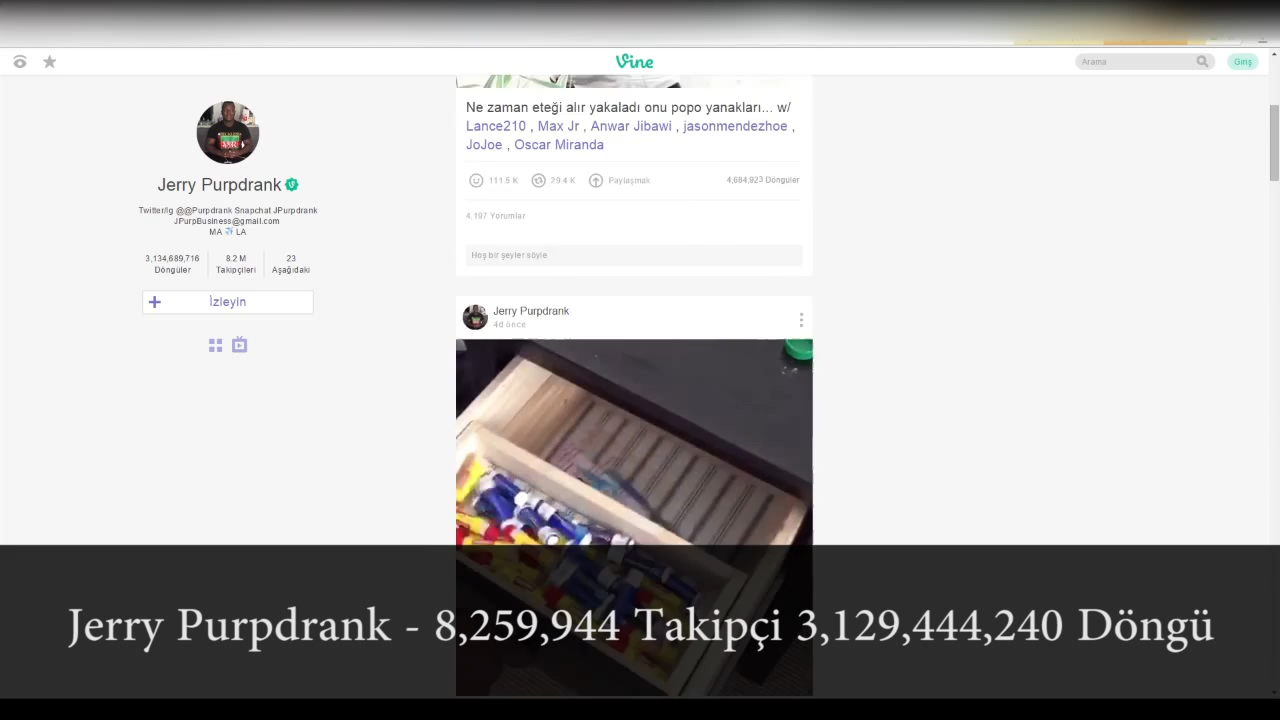 Vine
Arama
Giriş
Jerry Purpdrank
Twitter/Ig @@Purpdrank Snapchat JPurpdrank
JPurpBusiness@gmail.com
MA LA
3,134,689,716
Döngüler
8.2 M
Takipçileri
23
Aşağıdaki
İzleyin
Ne zaman eteği alır yakaladı onu popo yanakları... w/
Lance210 , Max Jr , Anwar Jibawi , jasonmendezhoe ,
JoJoe , Oscar Miranda
111.5 K
29.4 K
Paylaşmak
4,684,923 Döngüler
4,197 Yorumlar
Hoş bir şeyler söyle
Jerry Purpdrank
4d önce
Jerry Purpdrank - 8,259,944 Takipçi 3,129,444,240 Döngü